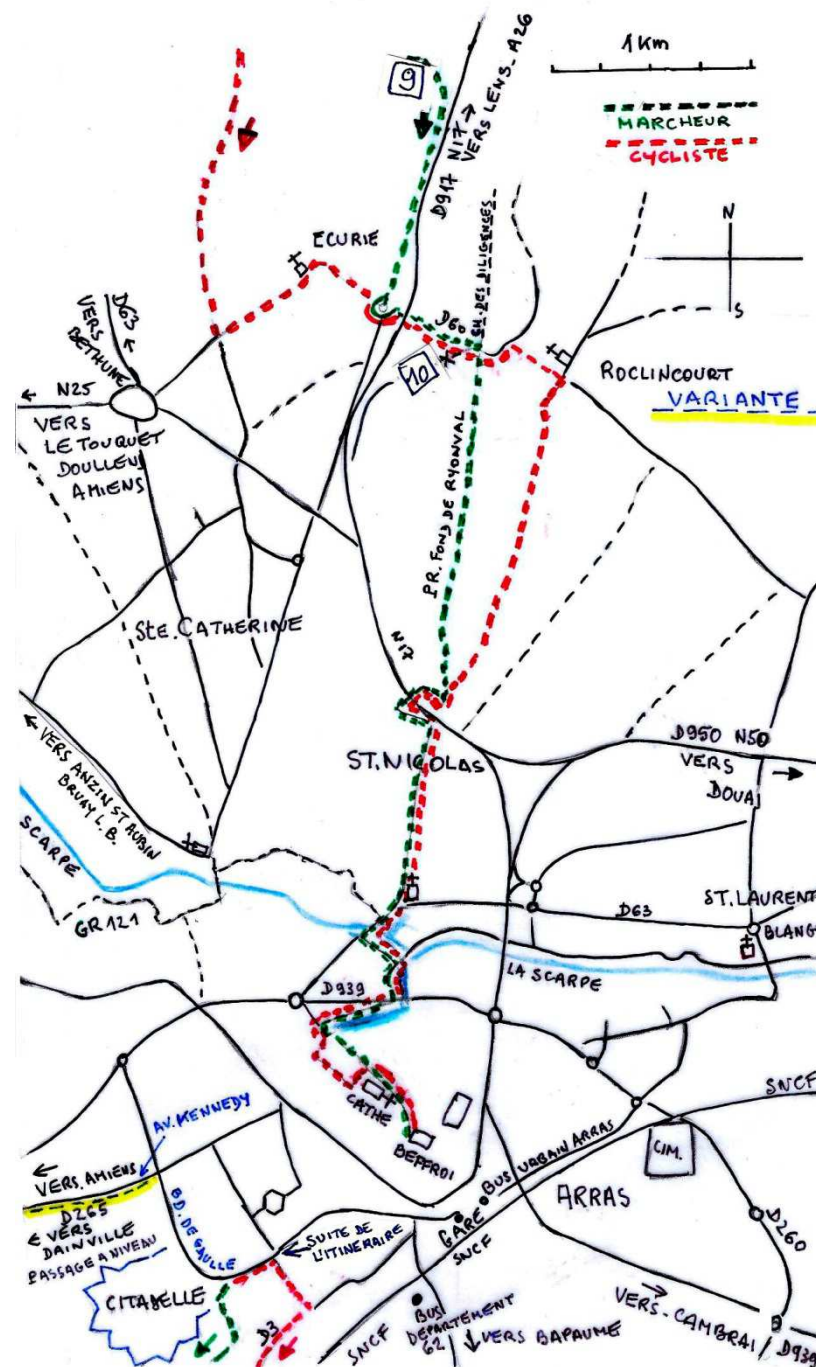 1 Km
9
D917 N17 →
VERS LENS_ A26
MARCHEUR
CYCLISTE
N
S
ECURIE
CH. DES DILIGENCES
D60
10
D63
VERS
BETHUNE
N25
VERS
LE TOUQUET
DOULLENS
AMIENS
ROCLINCOURT
VARIANTE
PR. FOND DE RYONVAL
STE. CATHERINE
N17
ST. NICOLAS
D950 N50
VERS
DOUAI
VERS ANZIN ST AUBIN
BRUAY L.B.
SCARPE
GR121
D63
ST. LAURENT
BLANGY
LA SCARPE
D939
CATHE
BEFFROI
SNCF
CIM.
AV. KENNEDY
VERS. AMIENS
D265
← VERS
DAINVILLE
PASSAGE A NIVEAU
BD. DE GAULLE
SUITE DE
L'ITINERAIRE
GARE
BUS URBAIN ARRAS
SNCF
ARRAS
D260
CITADELLE
D3
SNCF
BUS
DEPARTEMENT
62
VERS BAPAUME
VERS_CAMBRAI
D939